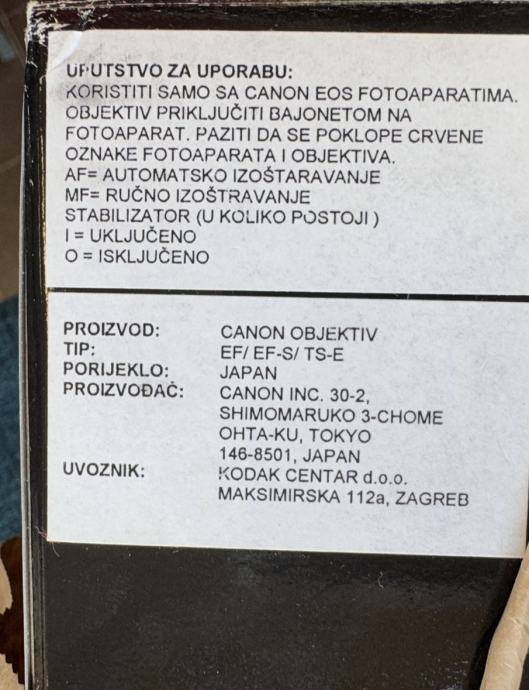 UPUTSTVO ZA UPORABU:
KORISTITI SAMO SA CANON EOS FOTOAPARATIMA.
OBJEKTIV PRIKLJUČITI BAJONETOM NA
FOTOAPARAT. PAZITI DA SE POKLOPE CRVENE
OZNAKE FOTOAPARATA I OBJEKTIVA.
AF= AUTOMATSKO IZOŠTARAVANJE
MF= RUČNO IZOŠTRAVANJE
STABILIZATOR (U KOLIKO POSTOJI )
I = UKLJUČENO
O = ISKLJUČENO
PROIZVOD: CANON OBJEKTIV
TIP: EF/ EF-S/ TS-E
PORIJEKLO: JAPAN
PROIZVOĐAČ: CANON INC. 30-2,
SHIMOMARUKO 3-CHOME
OHTA-KU, TOKYO
146-8501, JAPAN
UVOZNIK: KODAK CENTAR d.o.o.
MAKSIMIRSKA 112a, ZAGREB